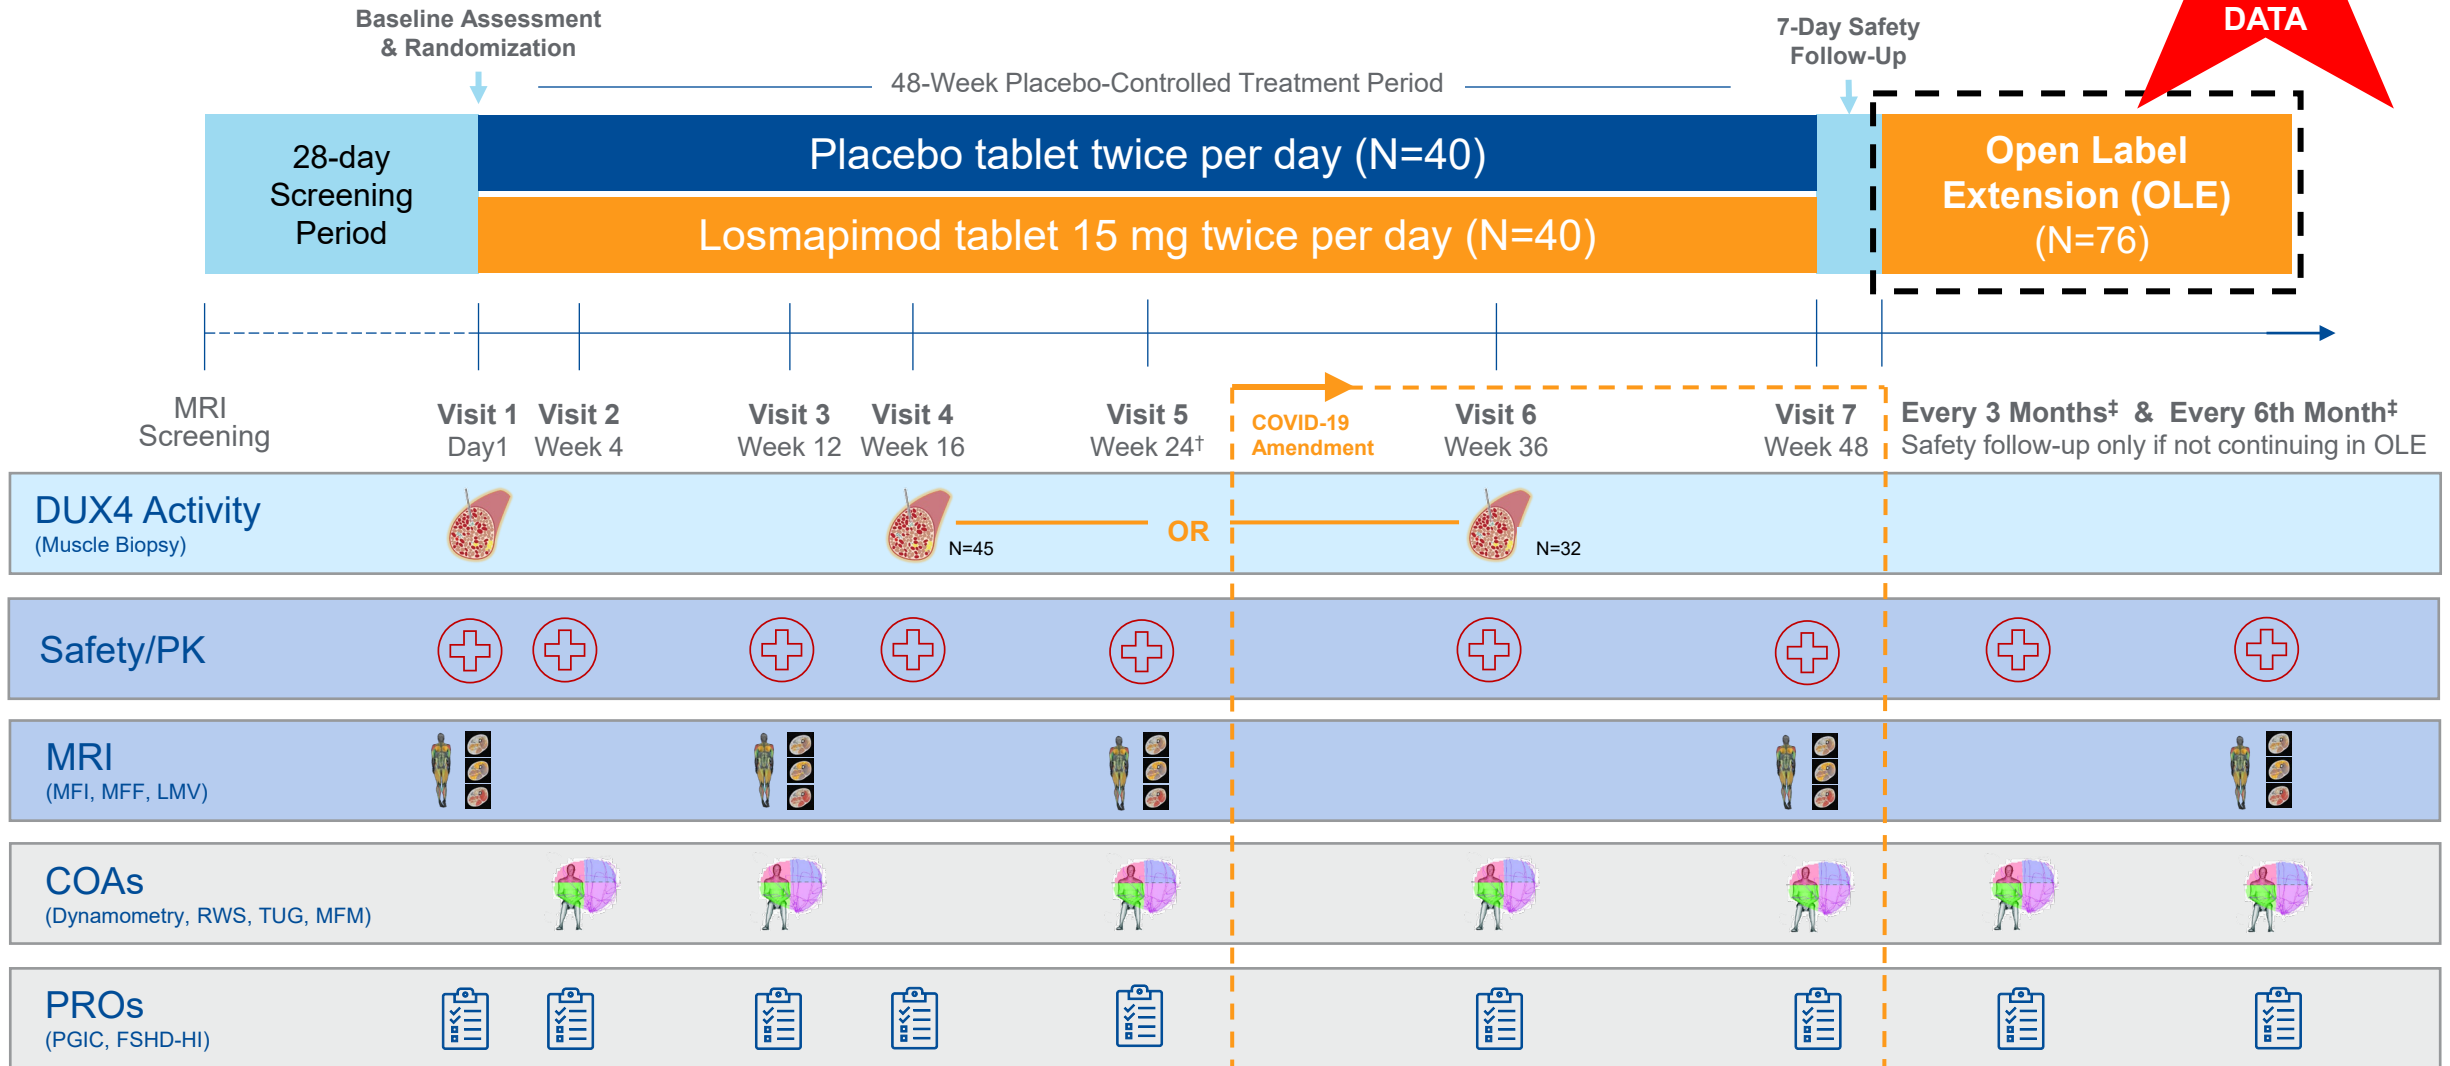 Baseline Assessment
& Randomization
48-Week Placebo-Controlled Treatment Period
7-Day Safety
Follow-Up
DATA
28-day
Screening
Period
Placebo tablet twice per day (N=40)
Losmapimod tablet 15 mg twice per day (N=40)
Open Label
Extension (OLE)
(N=76)
MRI
Screening
Visit 1
Day1
Visit 2
Week 4
Visit 3
Week 12
Visit 4
Week 16
Visit 5
Week 24†
COVID-19
Amendment
Visit 6
Week 36
Visit 7
Week 48
Every 3 Months‡ & Every 6th Month‡
Safety follow-up only if not continuing in OLE
DUX4 Activity
(Muscle Biopsy)
N=45
OR
N=32
Safety/PK
MRI
(MFI, MFF, LMV)
COAs
(Dynamometry, RWS, TUG, MFM)
PROs
(PGIC, FSHD-HI)